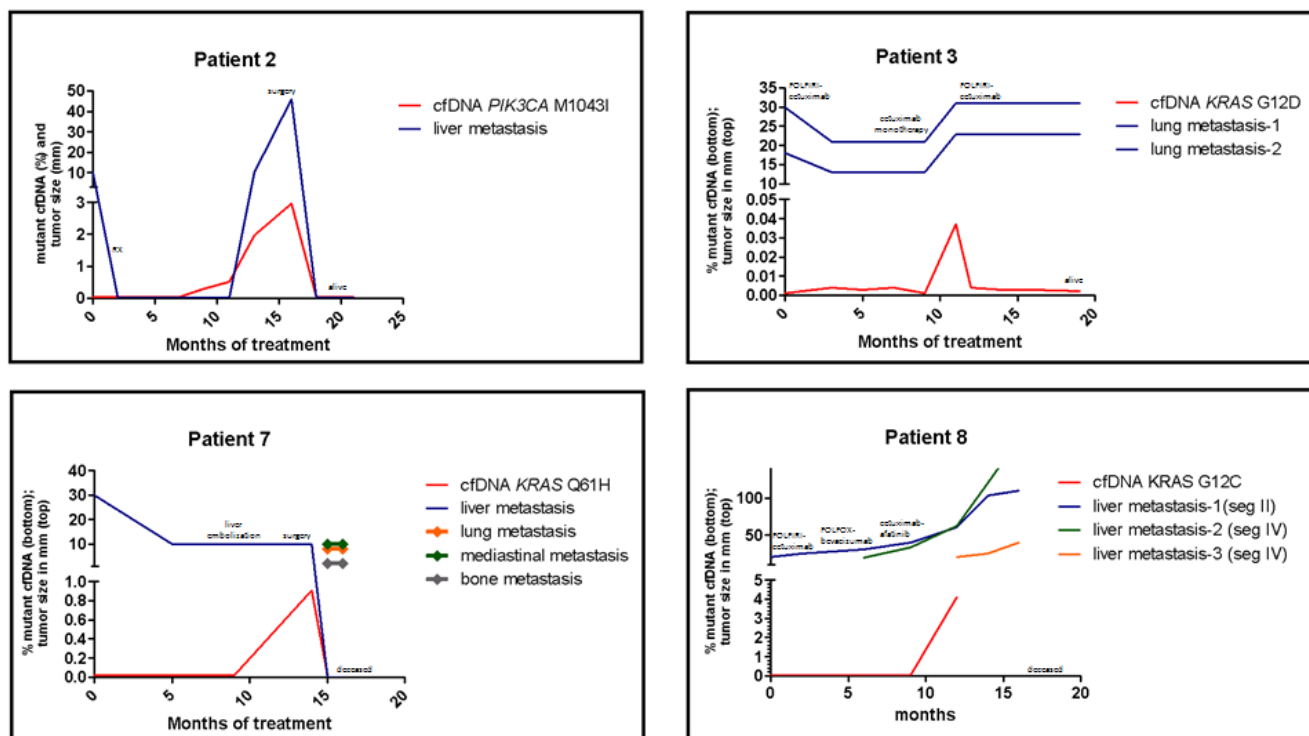 Patient 2
mutant cfDNA (%) and
tumor size (mm)
50
40
30
20
10
3
2
1
0
RX
surgery
alive
0
5
10
15
20
25
Months of treatment
cfDNA PIK3CA M1043I
liver metastasis
Patient 3
% mutant cfDNA (bottom);
tumor size in mm (top)
35
30
25
20
15
10
0.05
0.04
0.03
0.02
0.01
0.00
FOLFIRI-
cetuximab
cetuximab
monotherapy
FOLFIRI-
cetuximab
alive
0
5
10
15
20
Months of treatment
cfDNA KRAS G12D
lung metastasis-1
lung metastasis-2
Patient 7
% mutant cfDNA (bottom);
tumor size in mm (top)
40
30
20
10
1.0
0.8
0.6
0.4
0.2
0.0
liver
embolization
surgery
deceased
0
5
10
15
20
Months of treatment
cfDNA KRAS Q61H
liver metastasis
lung metastasis
mediastinal metastasis
bone metastasis
Patient 8
% mutant cfDNA (bottom);
tumor size in mm (top)
100
50
5
4
3
2
1
0
FOLFIRI-
cetuximab
FOLFOX-
bevacizumab
cetuximab-
afatinib
deceased
0
5
10
15
20
months
cfDNA KRAS G12C
liver metastasis-1 (seg II)
liver metastasis-2 (seg IV)
liver metastasis-3 (seg IV)